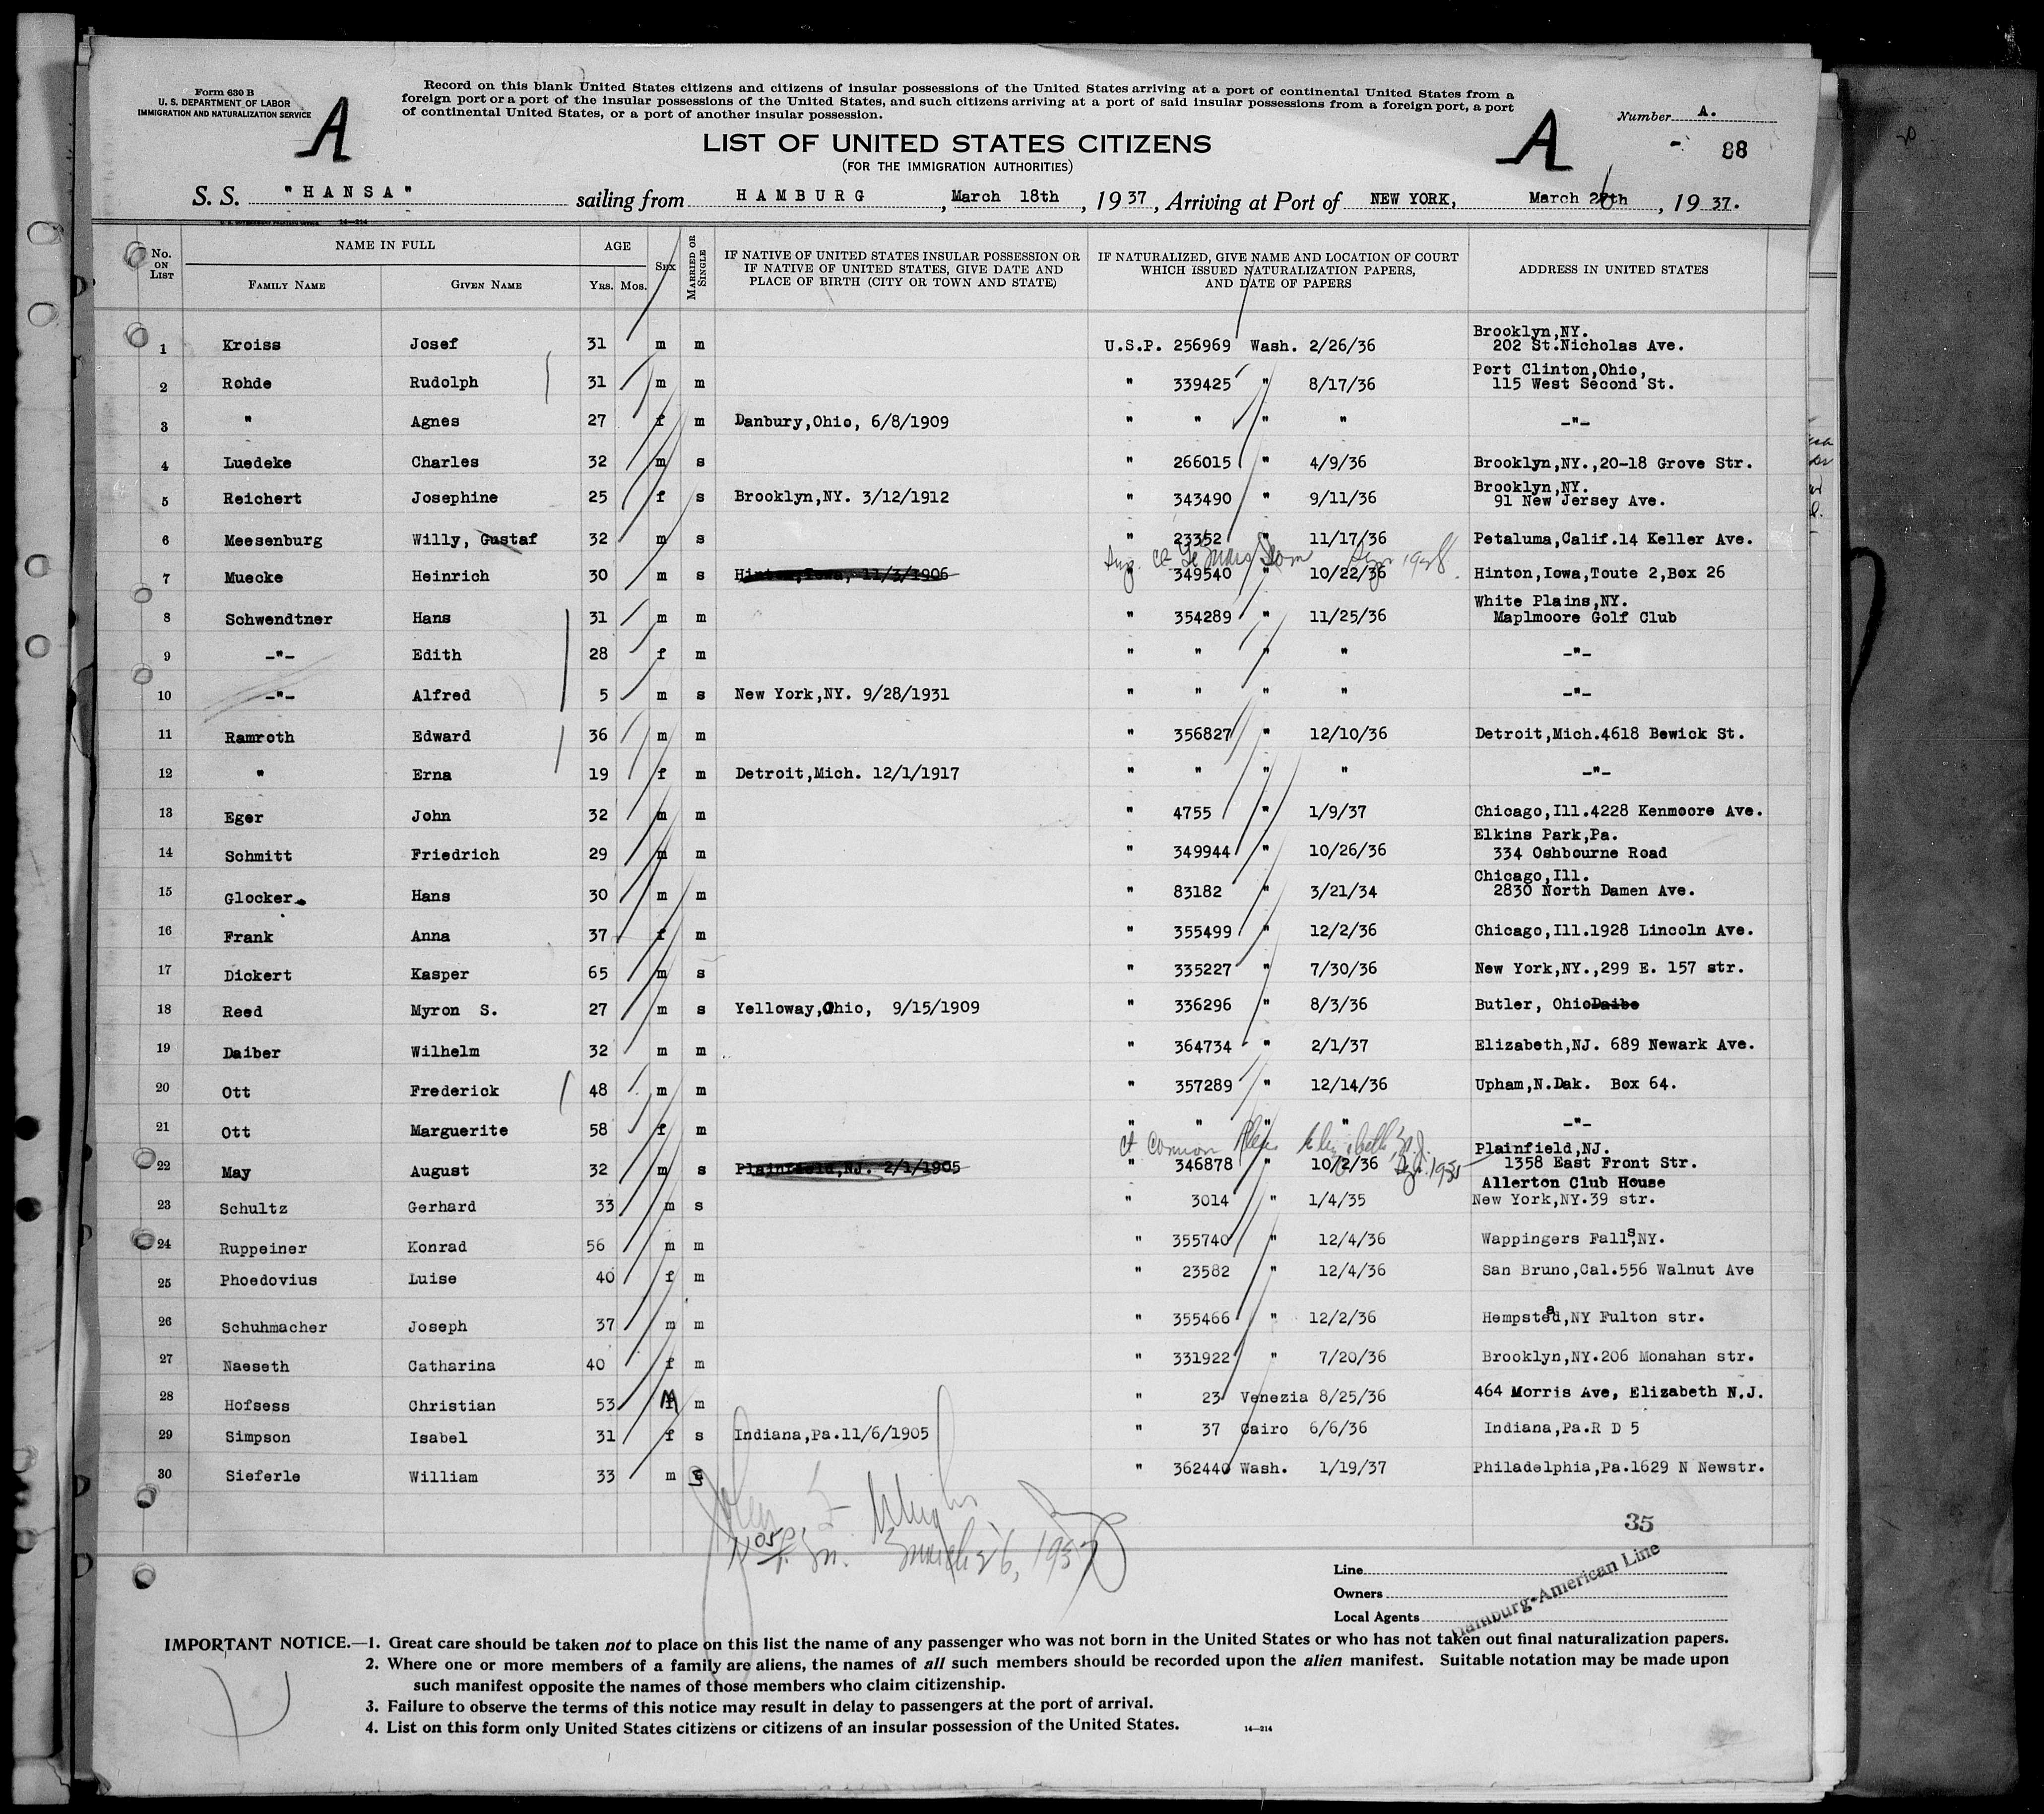 Form 630 B
U. S. DEPARTMENT OF LABOR
IMMIGRATION AND NATURALIZATION SERVICE
A
Record on this blank United States citizens and citizens of insular possessions of the United States arriving at a port of continental United States from a
foreign port or a port of the insular possessions of the United States, and such citizens arriving at a port of said insular possessions from a foreign port, a port
of continental United States, or a port of another insular possession.
A
Number A.
88
LIST OF UNITED STATES CITIZENS
(FOR THE IMMIGRATION AUTHORITIES)
S. S. "HANSA" sailing from HAMBURG, March 18th, 1937, Arriving at Port of NEW YORK, March 26th, 1937.
No. ON LIST NAME IN FULL AGE SEX MARRIED OR SINGLE IF NATIVE OF UNITED STATES INSULAR POSSESSION OR IF NATIVE OF UNITED STATES, GIVE DATE AND PLACE OF BIRTH (CITY OR TOWN AND STATE) IF NATURALIZED, GIVE NAME AND LOCATION OF COURT WHICH ISSUED NATURALIZATION PAPERS, AND DATE OF PAPERS ADDRESS IN UNITED STATES
FAMILY NAME GIVEN NAME YRS. MOS.
1 Kroiss Josef 31 m m U.S.P. 256969 Wash. 2/26/36 Brooklyn,NY. 202 St.Nicholas Ave.
2 Rohde Rudolph 31 m m " 339425 " 8/17/36 Port Clinton,Ohio, 115 West Second St.
3 " Agnes 27 f m Danbury,Ohio, 6/8/1909 " " " " -"-
4 Luedeke Charles 32 m s " 266015 " 4/9/36 Brooklyn,NY.,20-18 Grove Str.
5 Reichert Josephine 25 f s Brooklyn,NY. 3/12/1912 " 343490 " 9/11/36 Brooklyn,NY. 91 New Jersey Ave.
6 Meesenburg Willy, Gustaf 32 m s " 23352 " 11/17/36 Petaluma,Calif.14 Keller Ave.
7 Muecke Heinrich 30 m s Hinton,Iowa, 11/3/1906 " 349540 " 10/22/36 Hinton,Iowa,Toute 2,Box 26
8 Schwendtner Hans 31 m m " 354289 " 11/25/36 White Plains,NY. Maplmoore Golf Club
9 -"- Edith 28 f m " " " " -"-
10 -"- Alfred 5 m s New York,NY. 9/28/1931 " " " " -"-
11 Ramroth Edward 36 m m " 356827 " 12/10/36 Detroit,Mich.4618 Bewick St.
12 " Erna 19 f m Detroit,Mich. 12/1/1917 " " " " -"-
13 Eger John 32 m m " 4755 " 1/9/37 Chicago,Ill.4228 Kenmoore Ave.
14 Schmitt Friedrich 29 m m " 349944 " 10/26/36 Elkins Park,Pa. 334 Oshbourne Road
15 Glocker Hans 30 m m " 83182 " 3/21/34 Chicago,Ill. 2830 North Damen Ave.
16 Frank Anna 37 f m " 355499 " 12/2/36 Chicago,Ill.1928 Lincoln Ave.
17 Dickert Kasper 65 m s " 335227 " 7/30/36 New York,NY.,299 E. 157 str.
18 Reed Myron S. 27 m s Yelloway,Ohio, 9/15/1909 " 336296 " 8/3/36 Butler, OhioDaibe
19 Daiber Wilhelm 32 m m " 364734 " 2/1/37 Elizabeth,NJ. 689 Newark Ave.
20 Ott Frederick 48 m m " 357289 " 12/14/36 Upham,N.Dak. Box 64.
21 Ott Marguerite 58 f m " " " " -"-
Ct Common Pleas Elizabeth, N.J.
22 May August 32 m s Plainfield,NJ. 2/1/1905 " 346878 " 10/2/36 Plainfield,NJ. 1358 East Front Str.
23 Schultz Gerhard 33 m s " 3014 " 1/4/35 Allerton Club House New York,NY.39 str.
24 Ruppeiner Konrad 56 m m " 355740 " 12/4/36 Wappingers Falls,NY.
25 Phoedovius Luise 40 f m " 23582 " 12/4/36 San Bruno,Cal.556 Walnut Ave
26 Schuhmacher Joseph 37 m m " 355466 " 12/2/36 Hempstead,NY Fulton str.
27 Naeseth Catharina 40 f m " 331922 " 7/20/36 Brooklyn,NY.206 Monahan str.
28 Hofsess Christian 53 M m " 23 Venezia 8/25/36 464 Morris Ave, Elizabeth N.J.
29 Simpson Isabel 31 f s Indiana,Pa.11/6/1905 " 37 Cairo 6/6/36 Indiana,Pa.R D 5
30 Sieferle William 33 m S " 362440 Wash. 1/19/37 Philadelphia,Pa.1629 N Newstr.
March 26, 1937
35
Line
Owners
Local Agents
Hamburg-American Line
IMPORTANT NOTICE.—1. Great care should be taken not to place on this list the name of any passenger who was not born in the United States or who has not taken out final naturalization papers.
2. Where one or more members of a family are aliens, the names of all such members should be recorded upon the alien manifest. Suitable notation may be made upon
such manifest opposite the names of those members who claim citizenship.
3. Failure to observe the terms of this notice may result in delay to passengers at the port of arrival.
4. List on this form only United States citizens or citizens of an insular possession of the United States. 14—214